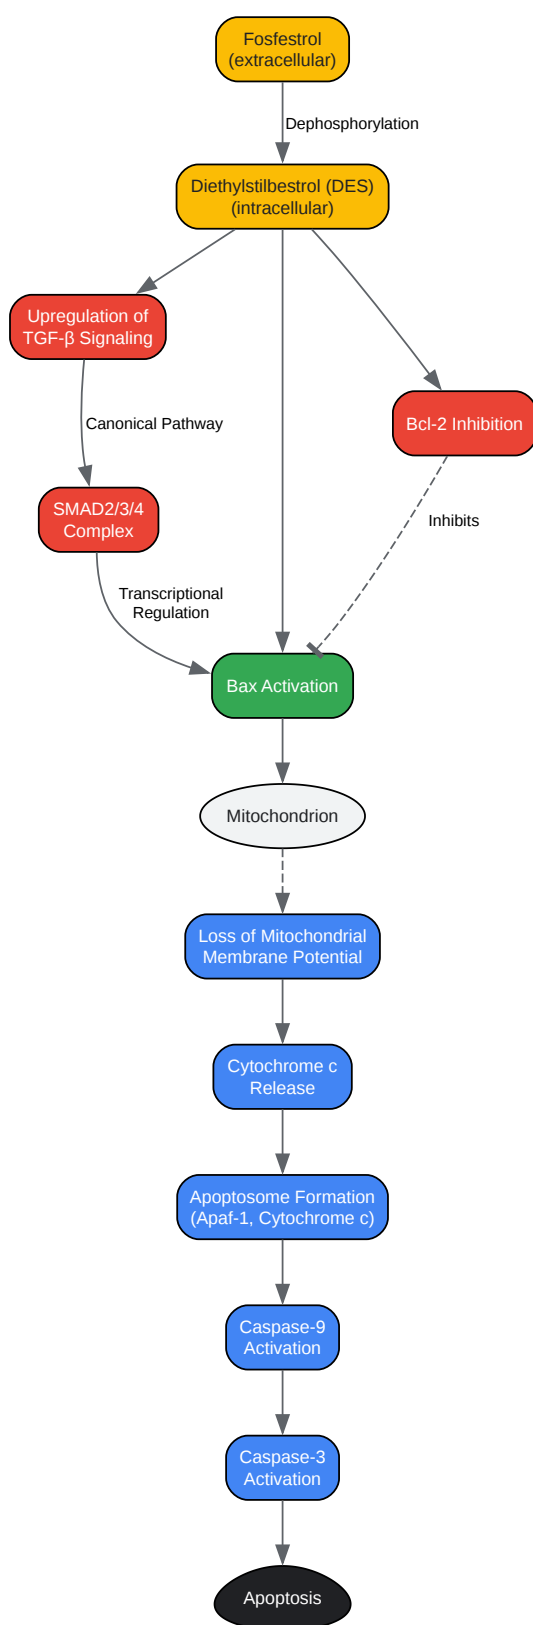 Fosfestrol
(extracellular)
Dephosphorylation
Diethylstilbestrol (DES)
(intracellular)
Upregulation of
TGF-β Signaling
Canonical Pathway
Bcl-2 Inhibition
SMAD2/3/4
Complex
Inhibits
Transcriptional
Regulation
Bax Activation
Mitochondrion
Loss of Mitochondrial
Membrane Potential
Cytochrome c
Release
Apoptosome Formation
(Apaf-1, Cytochrome c)
Caspase-9
Activation
Caspase-3
Activation
Apoptosis